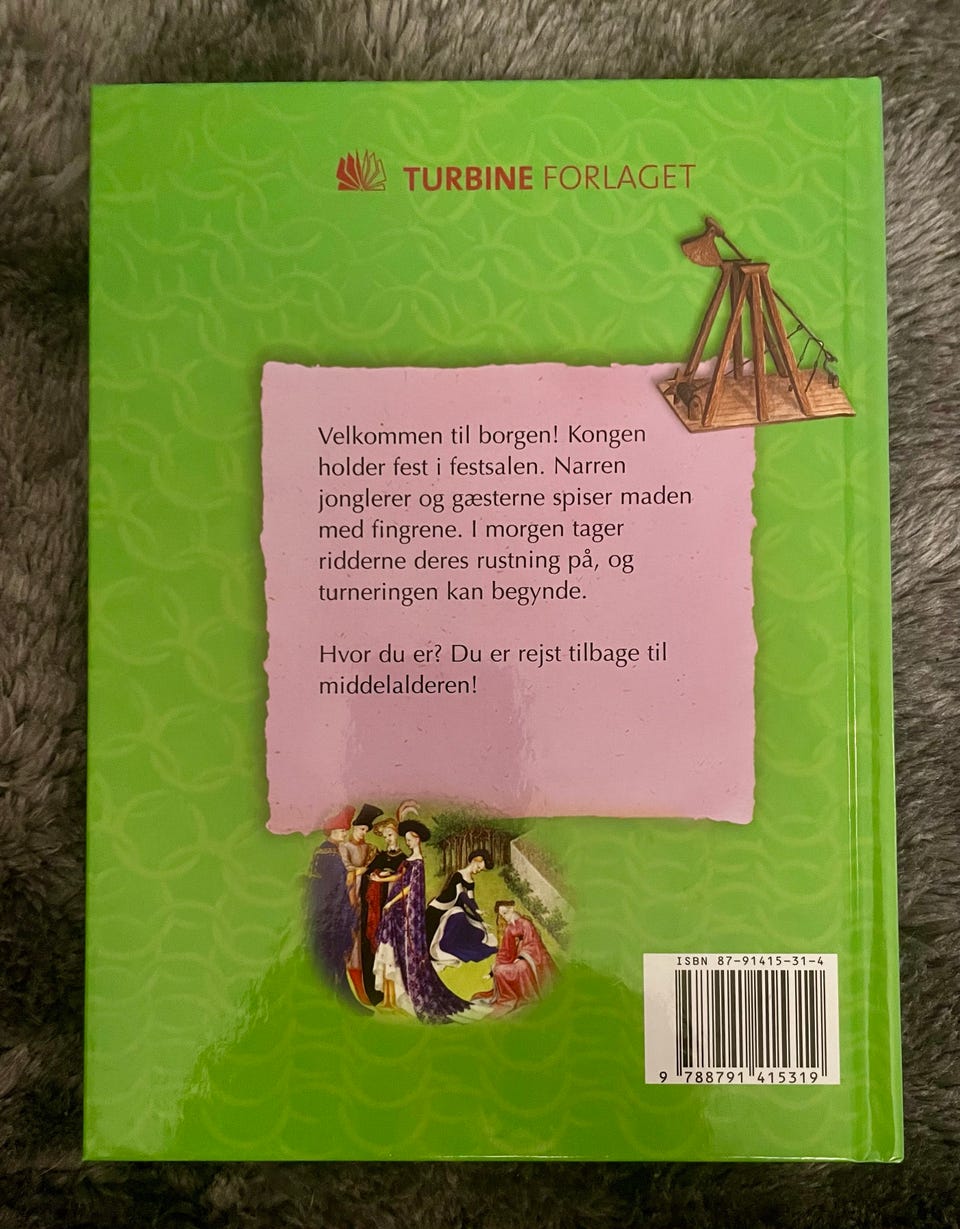 TURBINE FORLAGET
Velkommen til borgen! Kongen
holder fest i festsalen. Narren
jonglerer og gæsterne spiser maden
med fingrene. I morgen tager
ridderne deres rustning på, og
turneringen kan begynde.
Hvor du er? Du er rejst tilbage til
middelalderen!
ISBN 87-91415-31-4
9 788791 415319